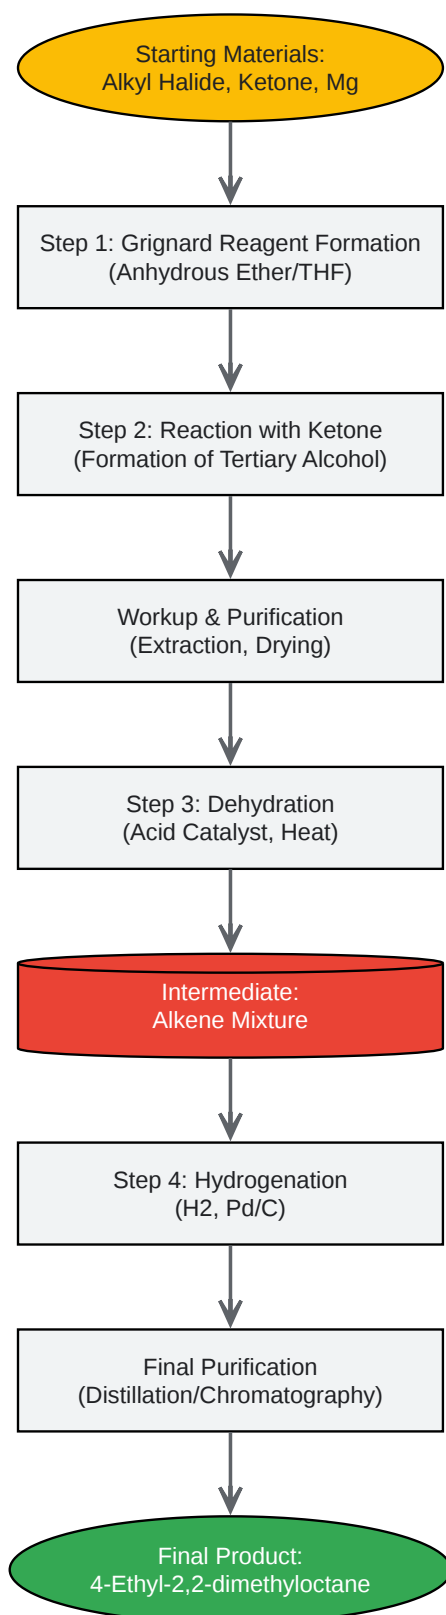 Starting Materials:
Alkyl Halide, Ketone, Mg
Step 1: Grignard Reagent Formation
(Anhydrous Ether/THF)
Step 2: Reaction with Ketone
(Formation of Tertiary Alcohol)
Workup & Purification
(Extraction, Drying)
Step 3: Dehydration
(Acid Catalyst, Heat)
Intermediate:
Alkene Mixture
Step 4: Hydrogenation
(H2, Pd/C)
Final Purification
(Distillation/Chromatography)
Final Product:
4-Ethyl-2,2-dimethyloctane